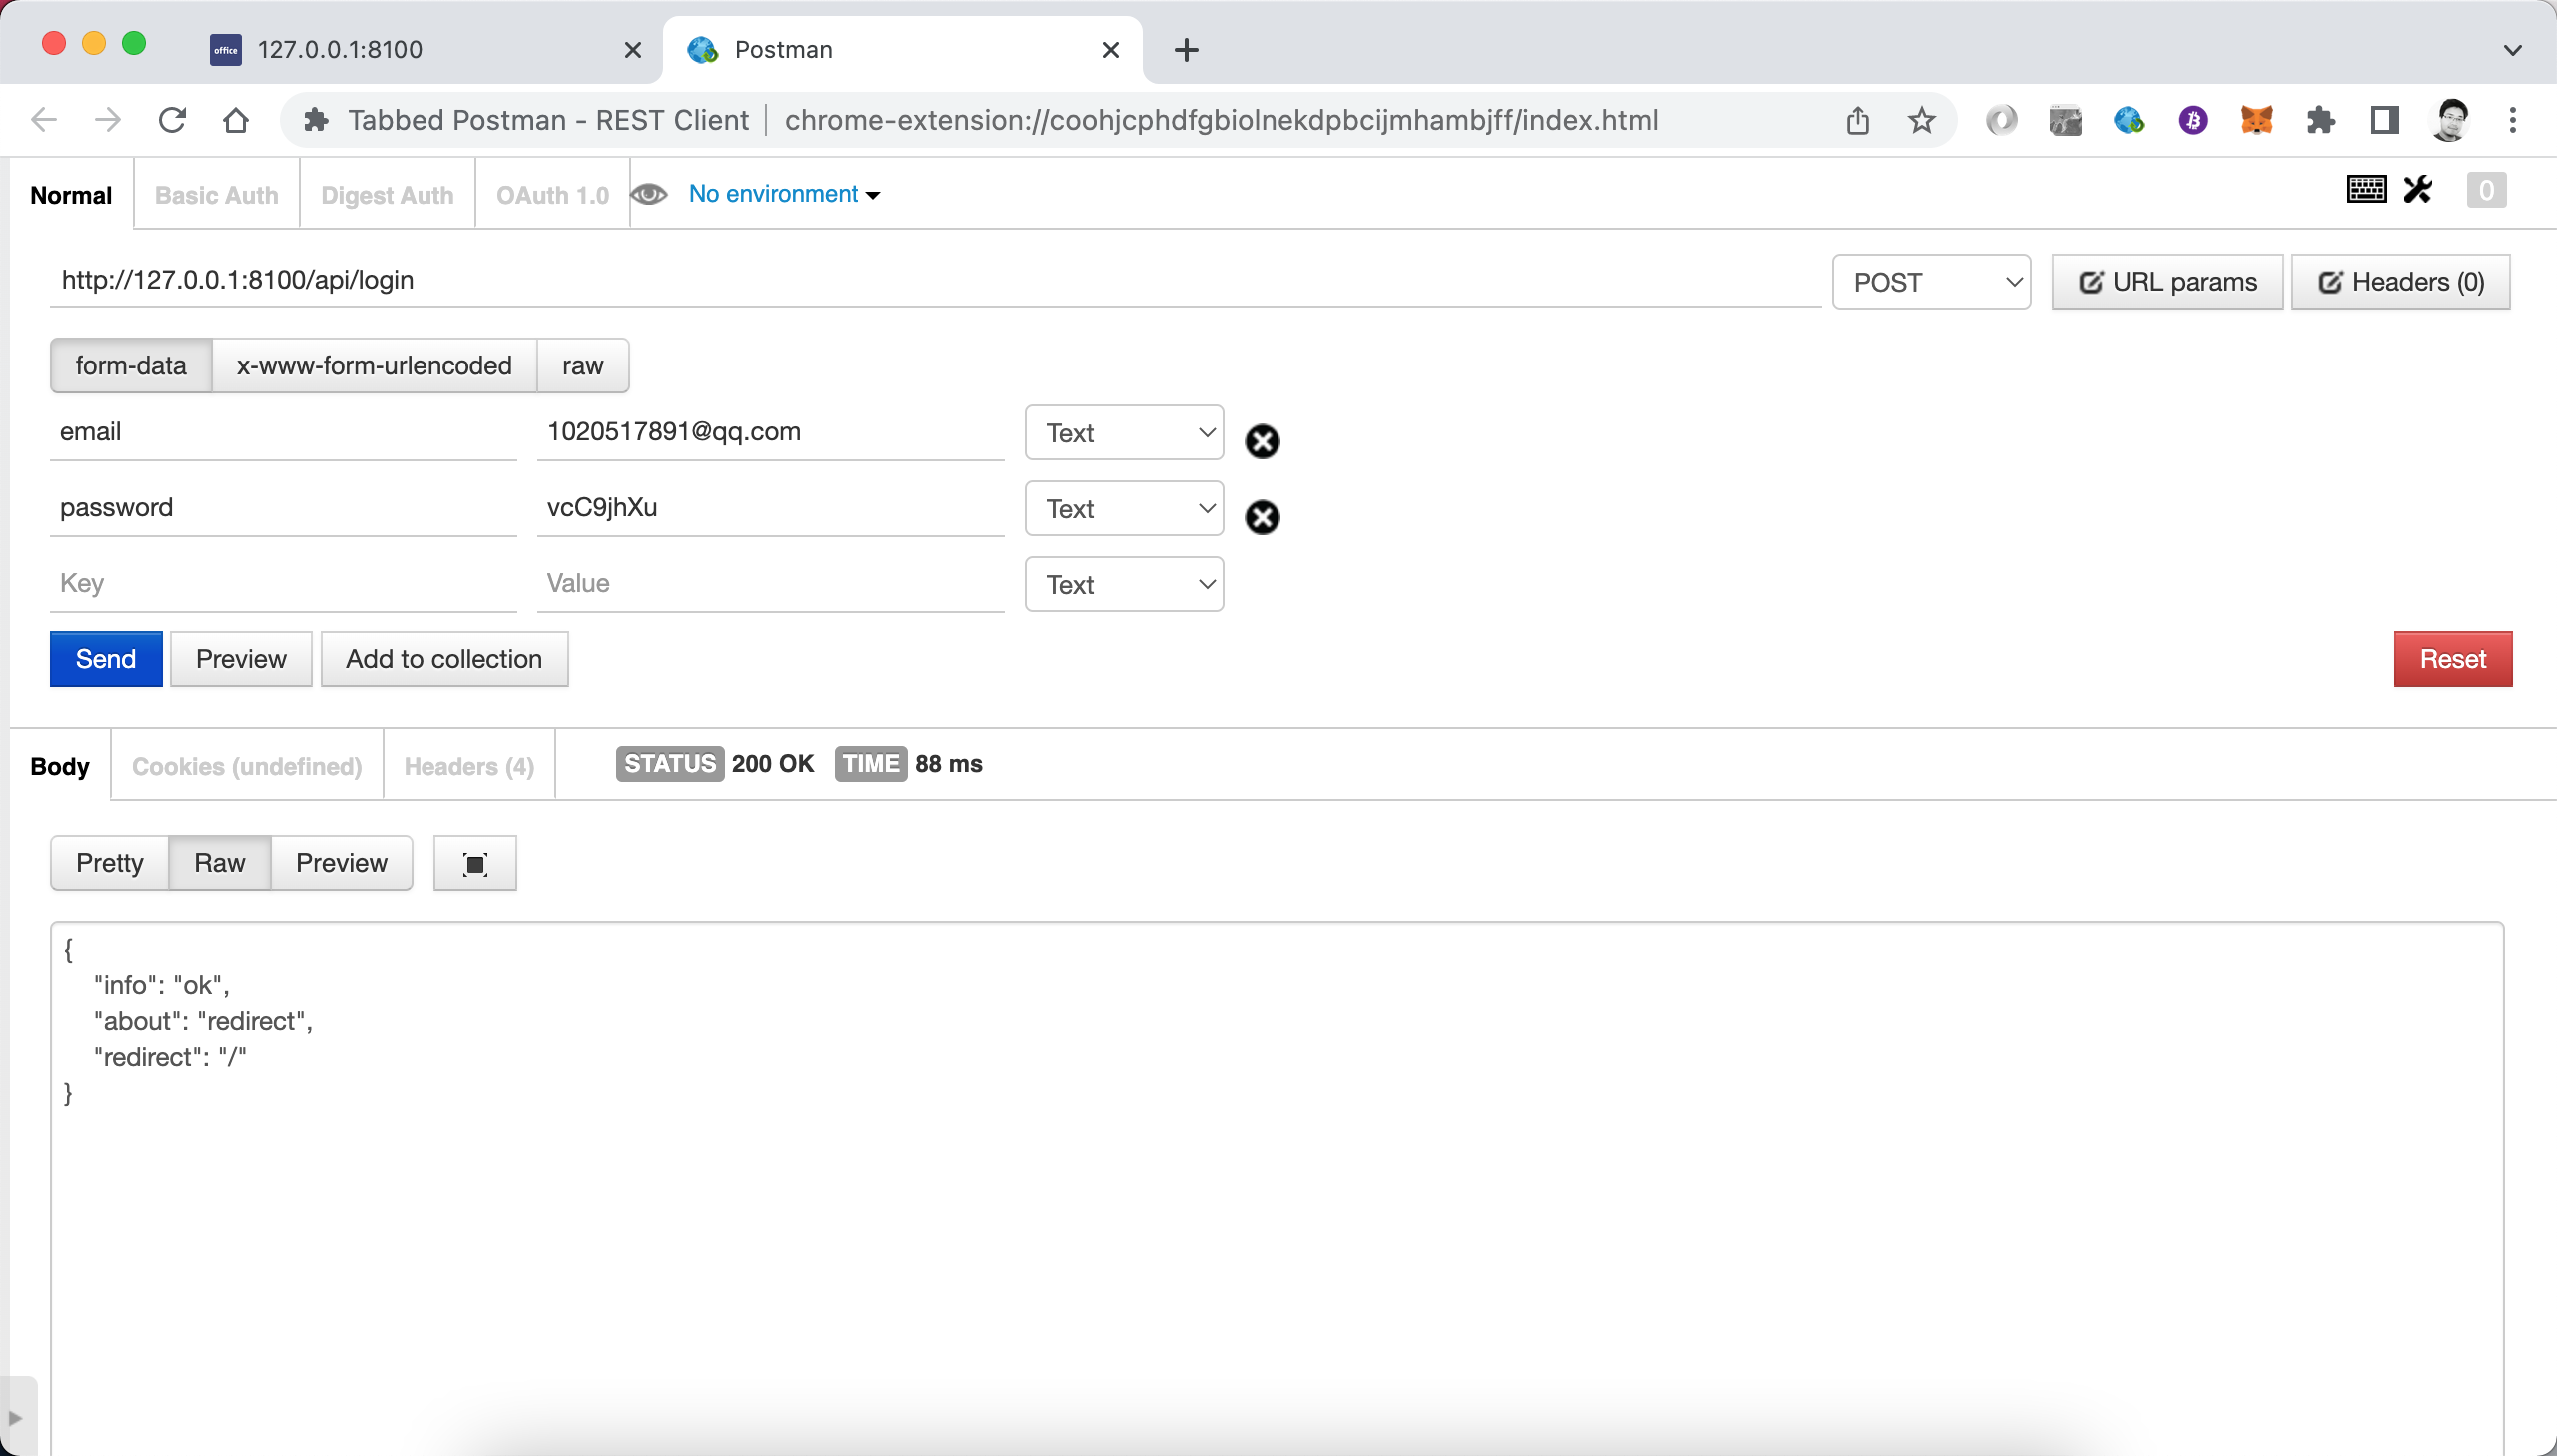 office 127.0.0.1:8100
Postman
Tabbed Postman - REST Client | chrome-extension://coohjcphdfgbiolnekdpbcijmhambjff/index.html
Normal Basic Auth Digest Auth OAuth 1.0 No environment 0
http://127.0.0.1:8100/api/login POST URL params Headers (0)
form-data x-www-form-urlencoded raw
email 1020517891@qq.com Text
password vcC9jhXu Text
Key Value Text
Send Preview Add to collection Reset
Body Cookies (undefined) Headers (4) STATUS 200 OK TIME 88 ms
Pretty Raw Preview
{
"info": "ok",
"about": "redirect",
"redirect": "/"
}